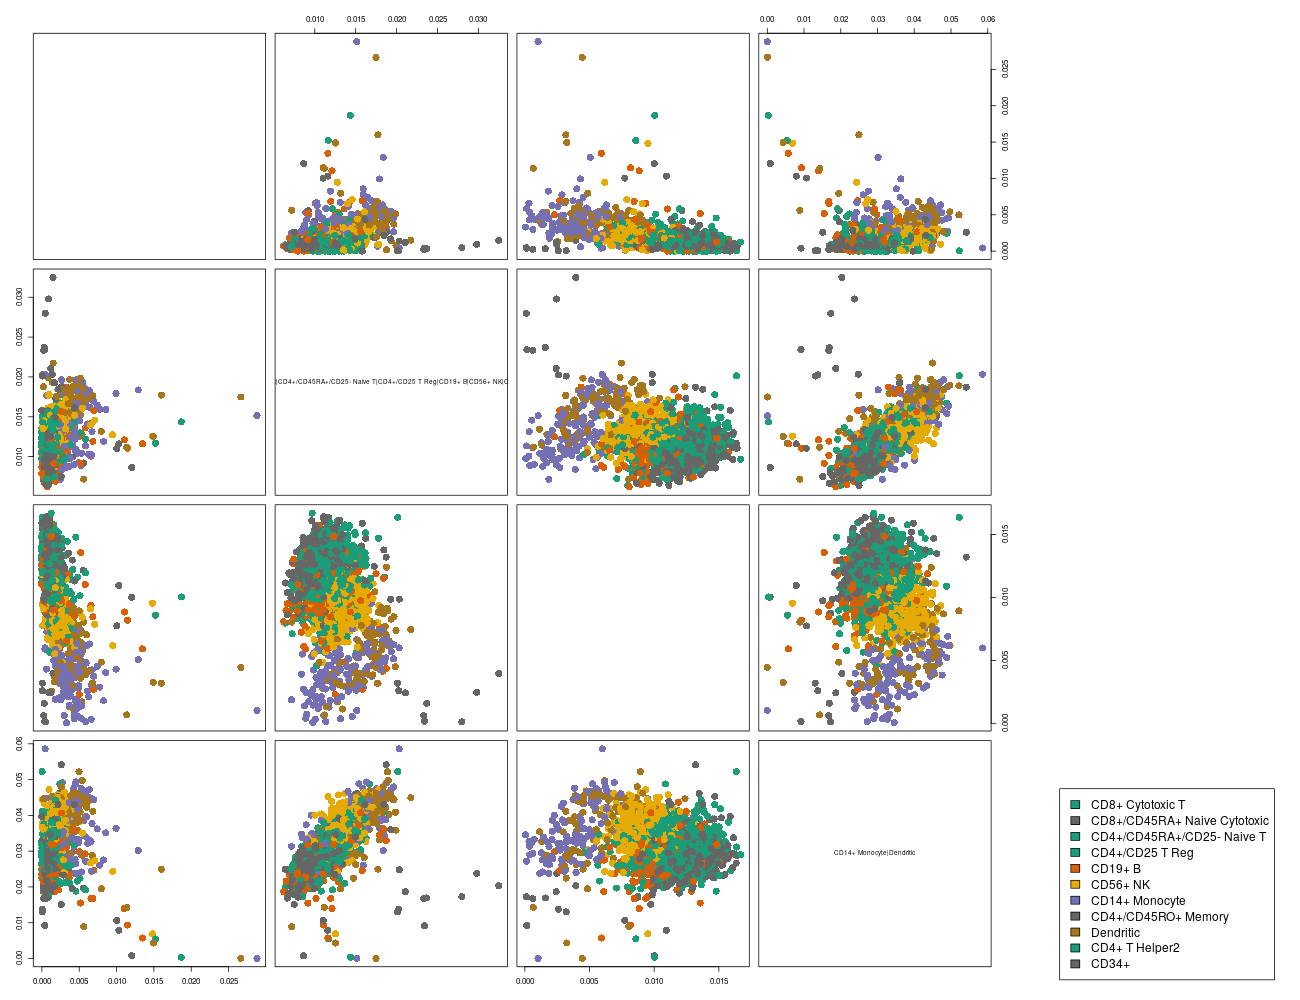 0.010 0.015 0.020 0.025 0.030
0.00 0.01 0.02 0.03 0.04 0.05 0.06
0.000 0.005 0.010 0.015 0.020 0.025
0.010 0.015 0.020 0.025 0.030
|CD4+/CD45RA+/CD25- Naive T|CD4+/CD25 T Reg|CD19+ B|CD56+ NK|C
0.000 0.005 0.010 0.015
0.00 0.01 0.02 0.03 0.04 0.05 0.06
CD14+ Monocyte|Dendritic
0.000 0.005 0.010 0.015 0.020 0.025
0.000 0.005 0.010 0.015
CD8+ Cytotoxic T
CD8+/CD45RA+ Naive Cytotoxic
CD4+/CD45RA+/CD25- Naive T
CD4+/CD25 T Reg
CD19+ B
CD56+ NK
CD14+ Monocyte
CD4+/CD45RO+ Memory
Dendritic
CD4+ T Helper2
CD34+